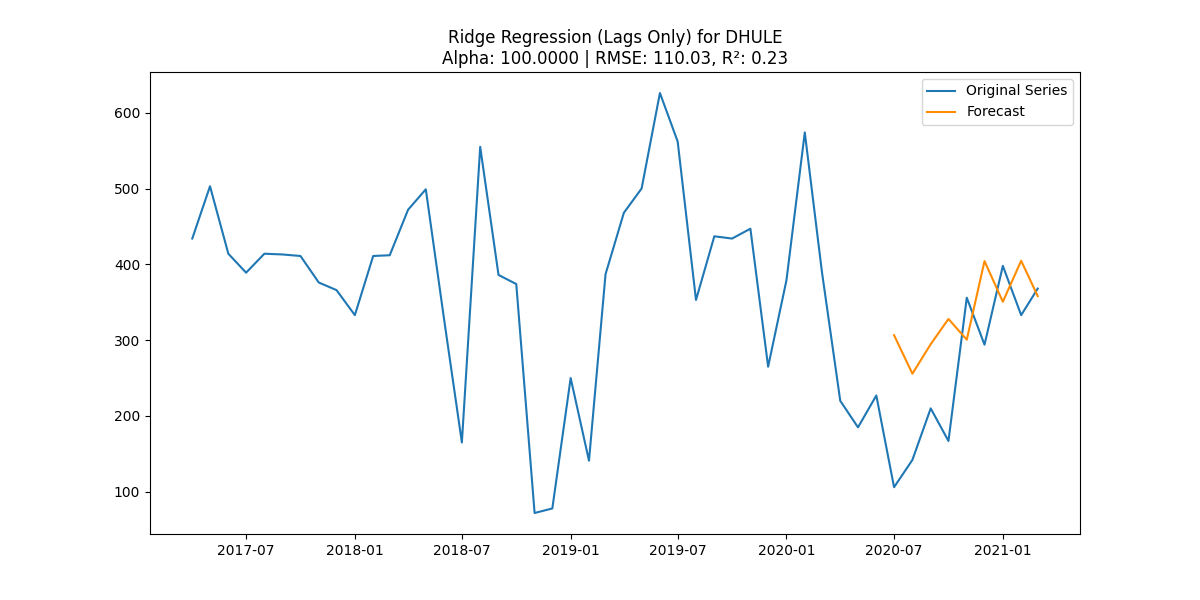 Ridge Regression (Lags Only) for DHULE
Alpha: 100.0000 | RMSE: 110.03, R²: 0.23
Original Series
Forecast
600
500
400
300
200
100
2017-07 2018-01 2018-07 2019-01 2019-07 2020-01 2020-07 2021-01